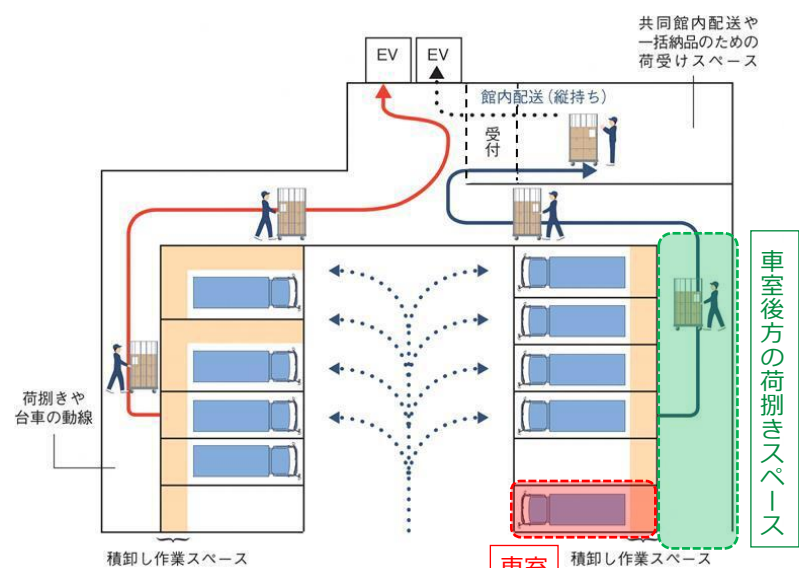 EV
EV
共同館内配送や
一括納品のための
荷受けスペース
館内配送（縦持ち）
受付
車室後方の荷捌きスペース
荷捌きや
台車の動線
積卸し作業スペース
車室
積卸し作業スペース